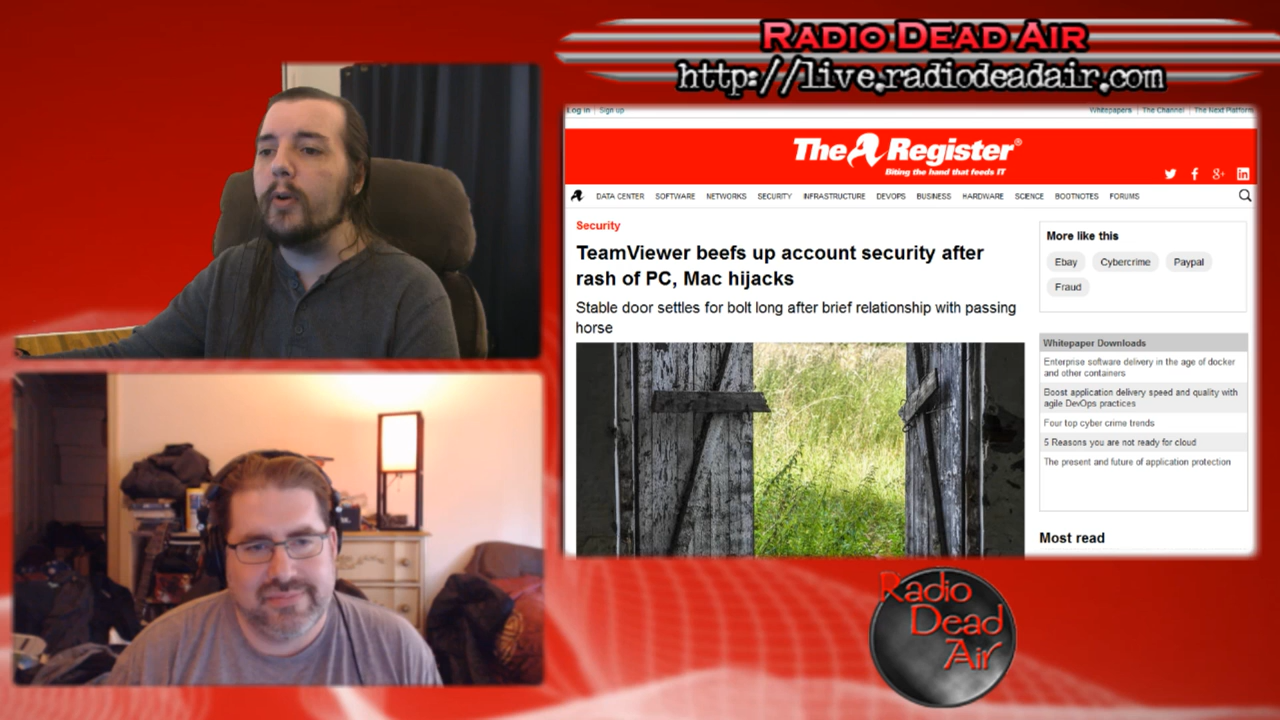 RADIO DEAD AIR
http://live.radiodeadair.com
Log in | Sign up
Whitepapers | The Channel | The Next Platform
The Register®
Biting the hand that feeds IT
DATA CENTER SOFTWARE NETWORKS SECURITY INFRASTRUCTURE DEVOPS BUSINESS HARDWARE SCIENCE BOOTNOTES FORUMS
Security
TeamViewer beefs up account security after
rash of PC, Mac hijacks
Stable door settles for bolt long after brief relationship with passing
horse
More like this
Ebay Cybercrime Paypal
Fraud
Whitepaper Downloads
Enterprise software delivery in the age of docker
and other containers
Boost application delivery speed and quality with
agile DevOps practices
Four top cyber crime trends
5 Reasons you are not ready for cloud
The present and future of application protection
Most read
Radio
Dead
Air